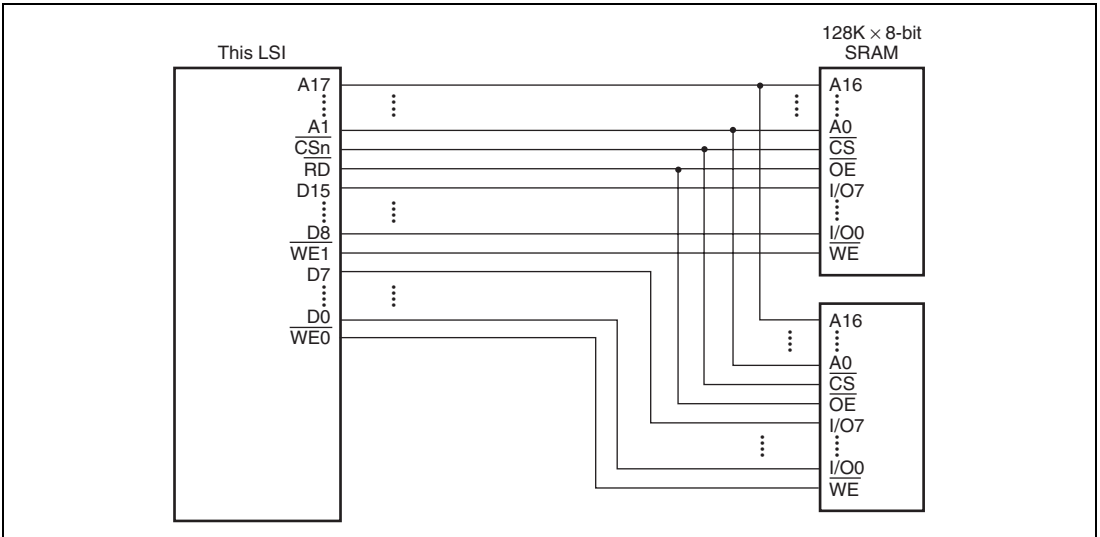 This LSI
A17
A1
CSn
RD
D15
D8
WE1
D7
D0
WE0
128K × 8-bit
SRAM
A16
A0
CS
OE
I/O7
I/O0
WE
A16
A0
CS
OE
I/O7
I/O0
WE